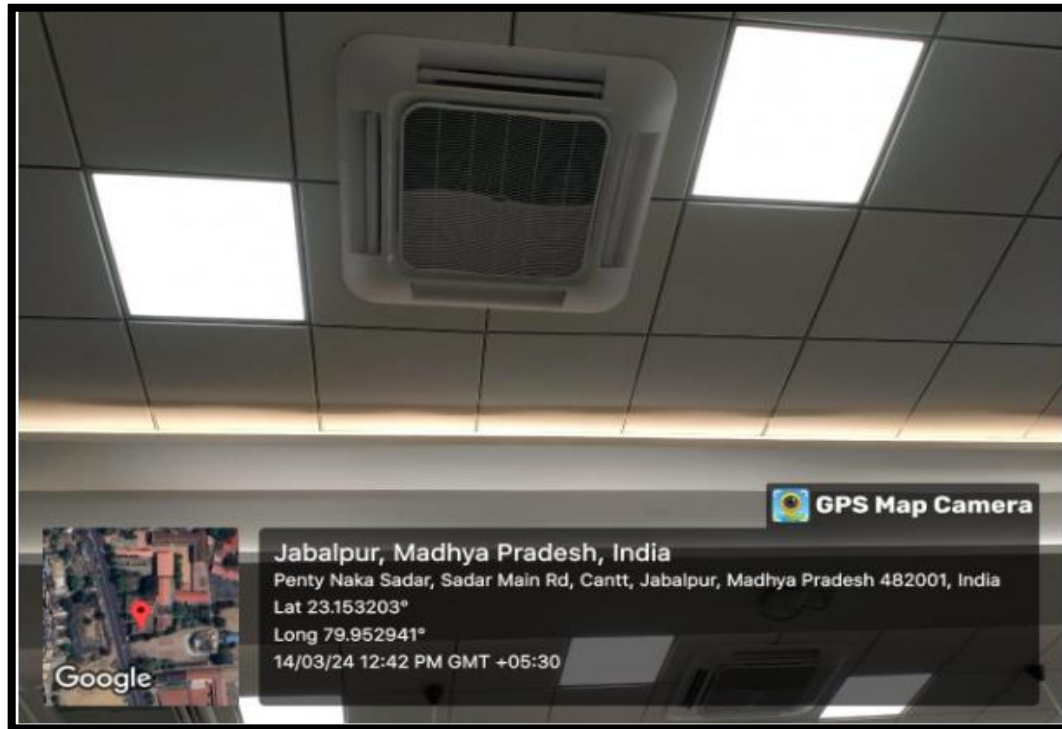 GPS Map Camera
Jabalpur, Madhya Pradesh, India
Penty Naka Sadar, Sadar Main Rd, Cantt, Jabalpur, Madhya Pradesh 482001, India
Lat 23.153203°
Long 79.952941°
14/03/24 12:42 PM GMT +05:30
Google